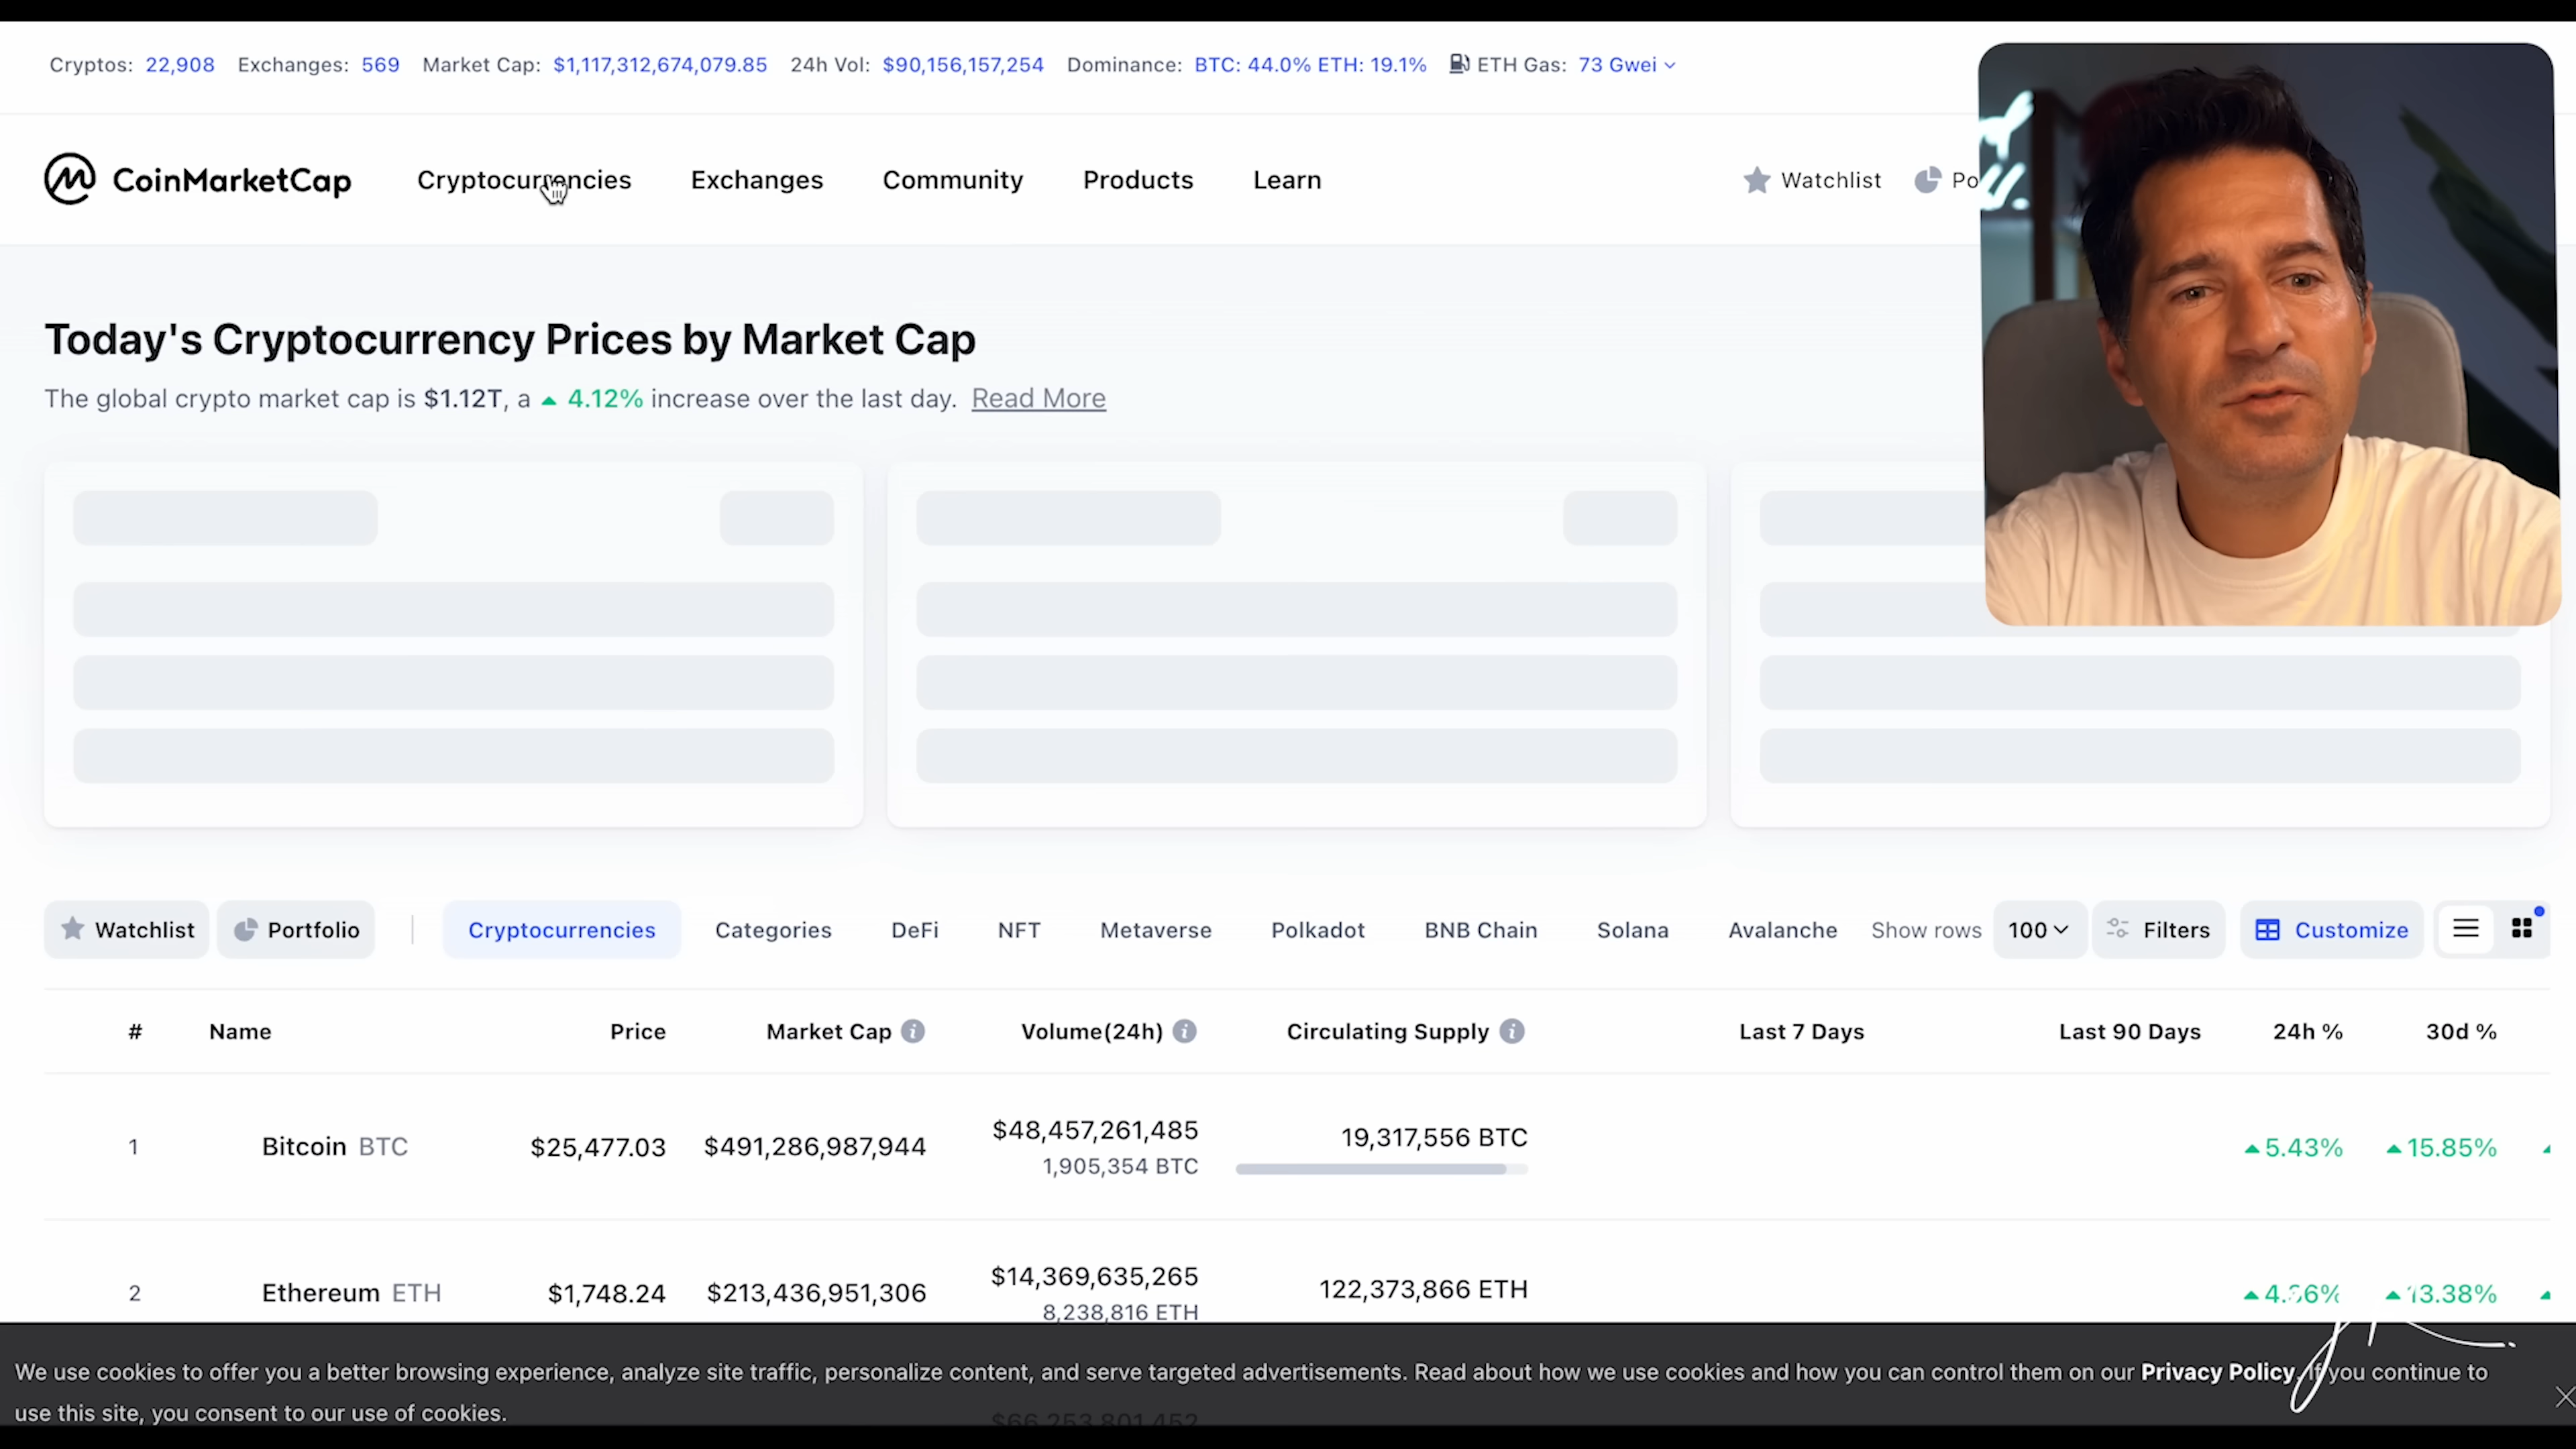 Cryptos: 22,908 Exchanges: 569 Market Cap: $1,117,312,674,079.85 24h Vol: $90,156,157,254 Dominance: BTC: 44.0% ETH: 19.1% ETH Gas: 73 Gwei
CoinMarketCap Cryptocurrencies Exchanges Community Products Learn Watchlist Po
Today's Cryptocurrency Prices by Market Cap
The global crypto market cap is $1.12T, a 4.12% increase over the last day. Read More
Watchlist Portfolio Cryptocurrencies Categories DeFi NFT Metaverse Polkadot BNB Chain Solana Avalanche Show rows 100 Filters Customize
# Name Price Market Cap Volume(24h) Circulating Supply Last 7 Days Last 90 Days 24h % 30d %
1 Bitcoin BTC $25,477.03 $491,286,987,944 $48,457,261,485 19,317,556 BTC 5.43% 15.85%
1,905,354 BTC
2 Ethereum ETH $1,748.24 $213,436,951,306 $14,369,635,265 122,373,866 ETH 13.38%
8,238,816 ETH
We use cookies to offer you a better browsing experience, analyze site traffic, personalize content, and serve targeted advertisements. Read about how we use cookies and how you can control them on our Privacy Policy. If you continue to
use this site, you consent to our use of cookies.
$66,253,801,452